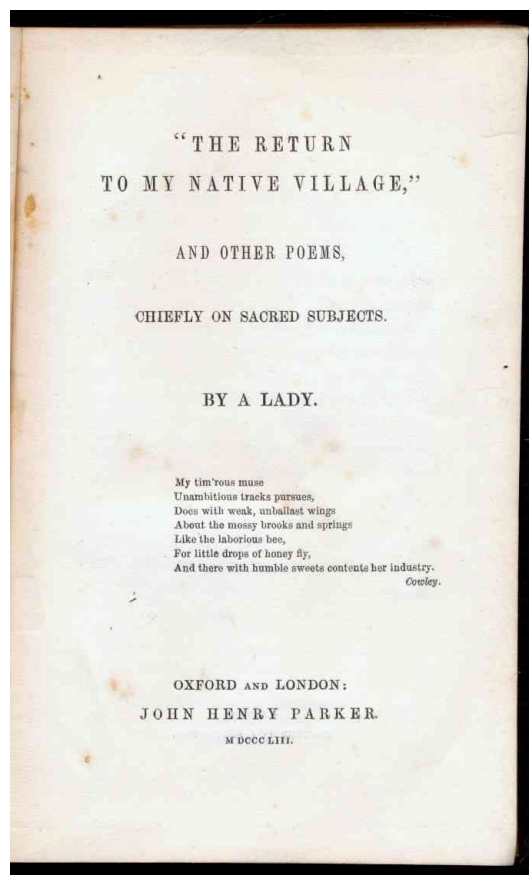 "THE RETURN
TO MY NATIVE VILLAGE,"
AND OTHER POEMS,
CHIEFLY ON SACRED SUBJECTS.
BY A LADY.
My tim'rous muse
Unambitious tracks pursues,
Does with weak, unballast wings
About the mossy brooks and springs
Like the laborious bee,
For little drops of honey fly,
And there with humble sweets contents her industry.
Cowley.
OXFORD AND LONDON:
JOHN HENRY PARKER.
M DCCC LIII.